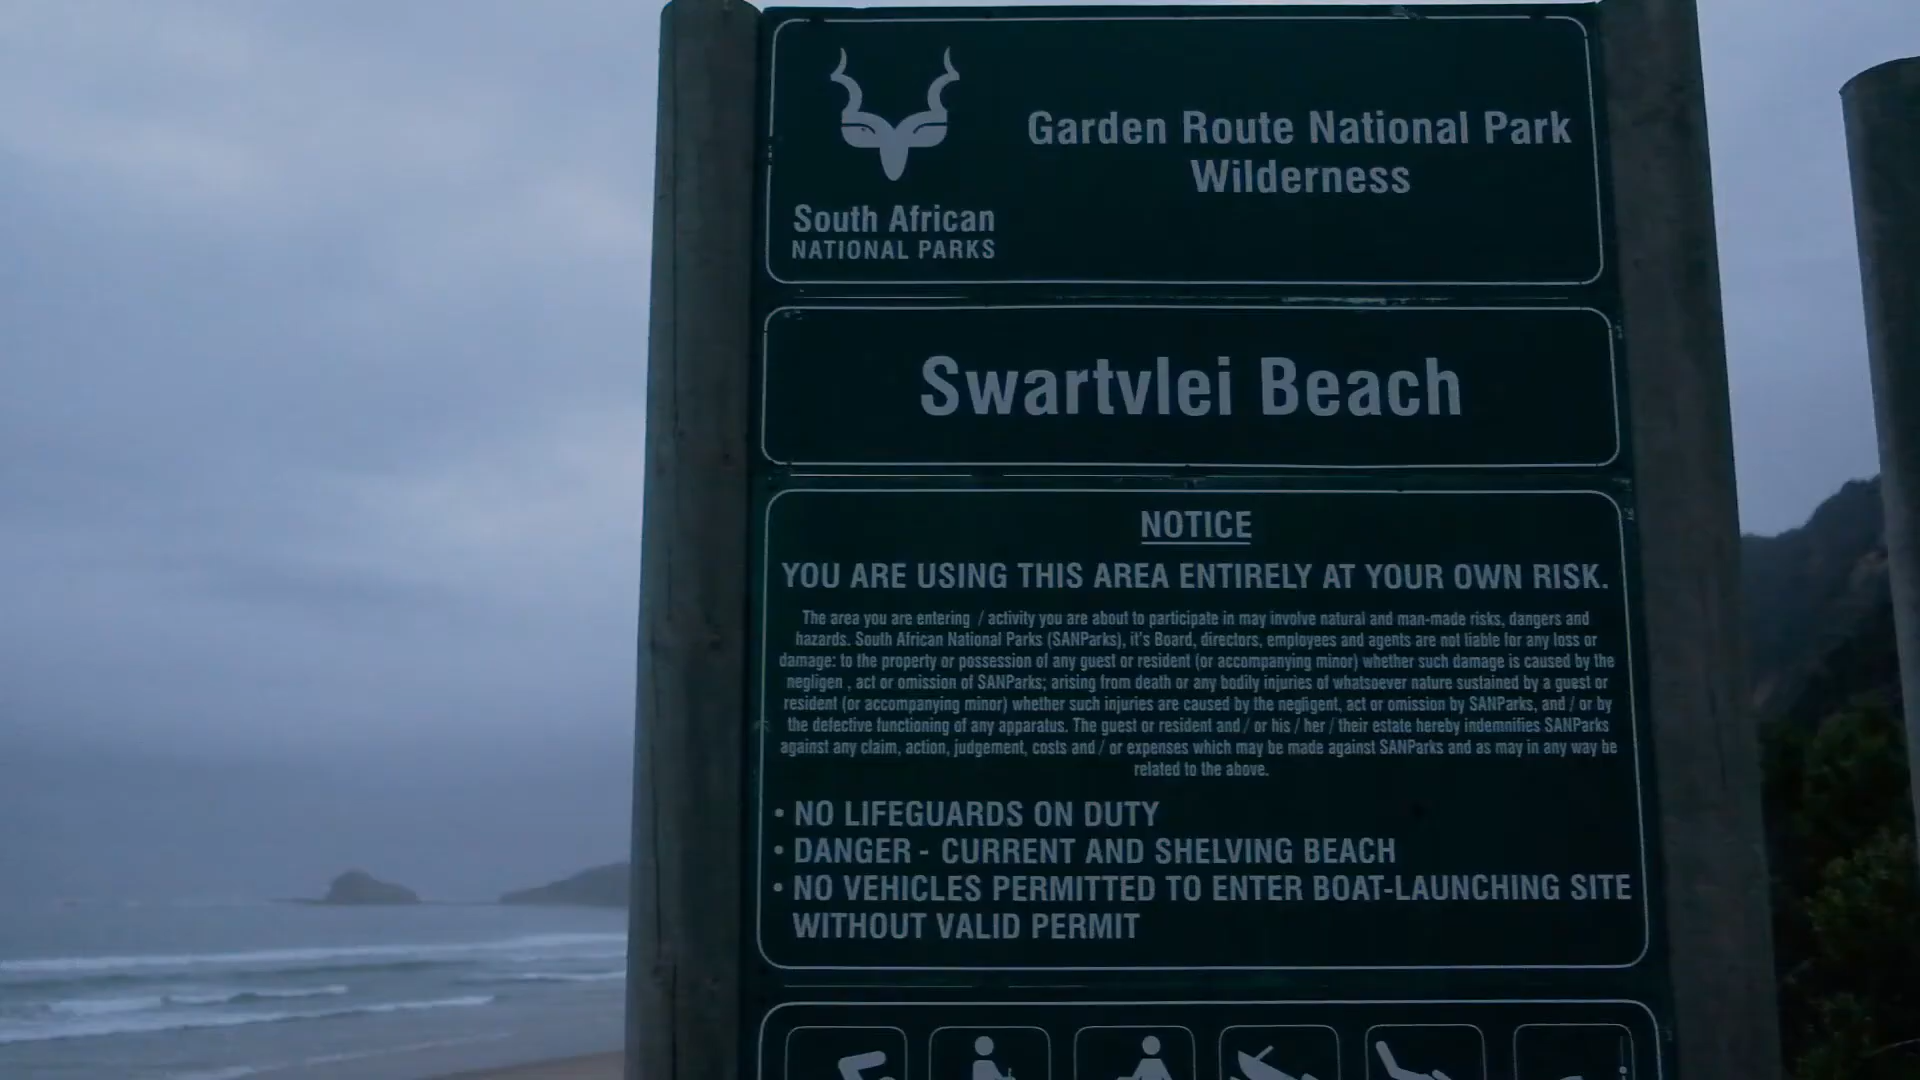 Garden Route National Park
Wilderness
South African
NATIONAL PARKS
Swartvlei Beach
NOTICE
YOU ARE USING THIS AREA ENTIRELY AT YOUR OWN RISK.
The area you are entering / activity you are about to participate in may involve natural and man-made risks, dangers and
hazards. South African National Parks (SANParks), it's Board, directors, employees and agents are not liable for any loss or
damage: to the property or possession of any guest or resident (or accompanying minor) whether such damage is caused by the
negligen , act or omission of SANParks; arising from death or any bodily injuries of whatsoever nature sustained by a guest or
resident (or accompanying minor) whether such injuries are caused by the negligent, act or omission by SANParks, and / or by
the defective functioning of any apparatus. The guest or resident and / or his / her / their estate hereby indemnifies SANParks
against any claim, action, judgement, costs and / or expenses which may be made against SANParks and as may in any way be
related to the above.
• NO LIFEGUARDS ON DUTY
• DANGER - CURRENT AND SHELVING BEACH
• NO VEHICLES PERMITTED TO ENTER BOAT-LAUNCHING SITE
WITHOUT VALID PERMIT